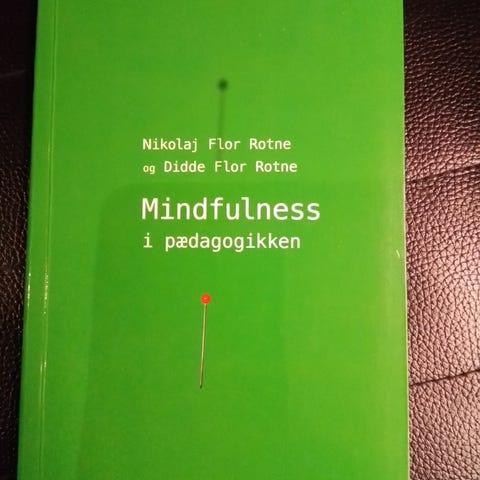 Nikolaj Flor Rotne
og Didde Flor Rotne
Mindfulness
i pædagogikken